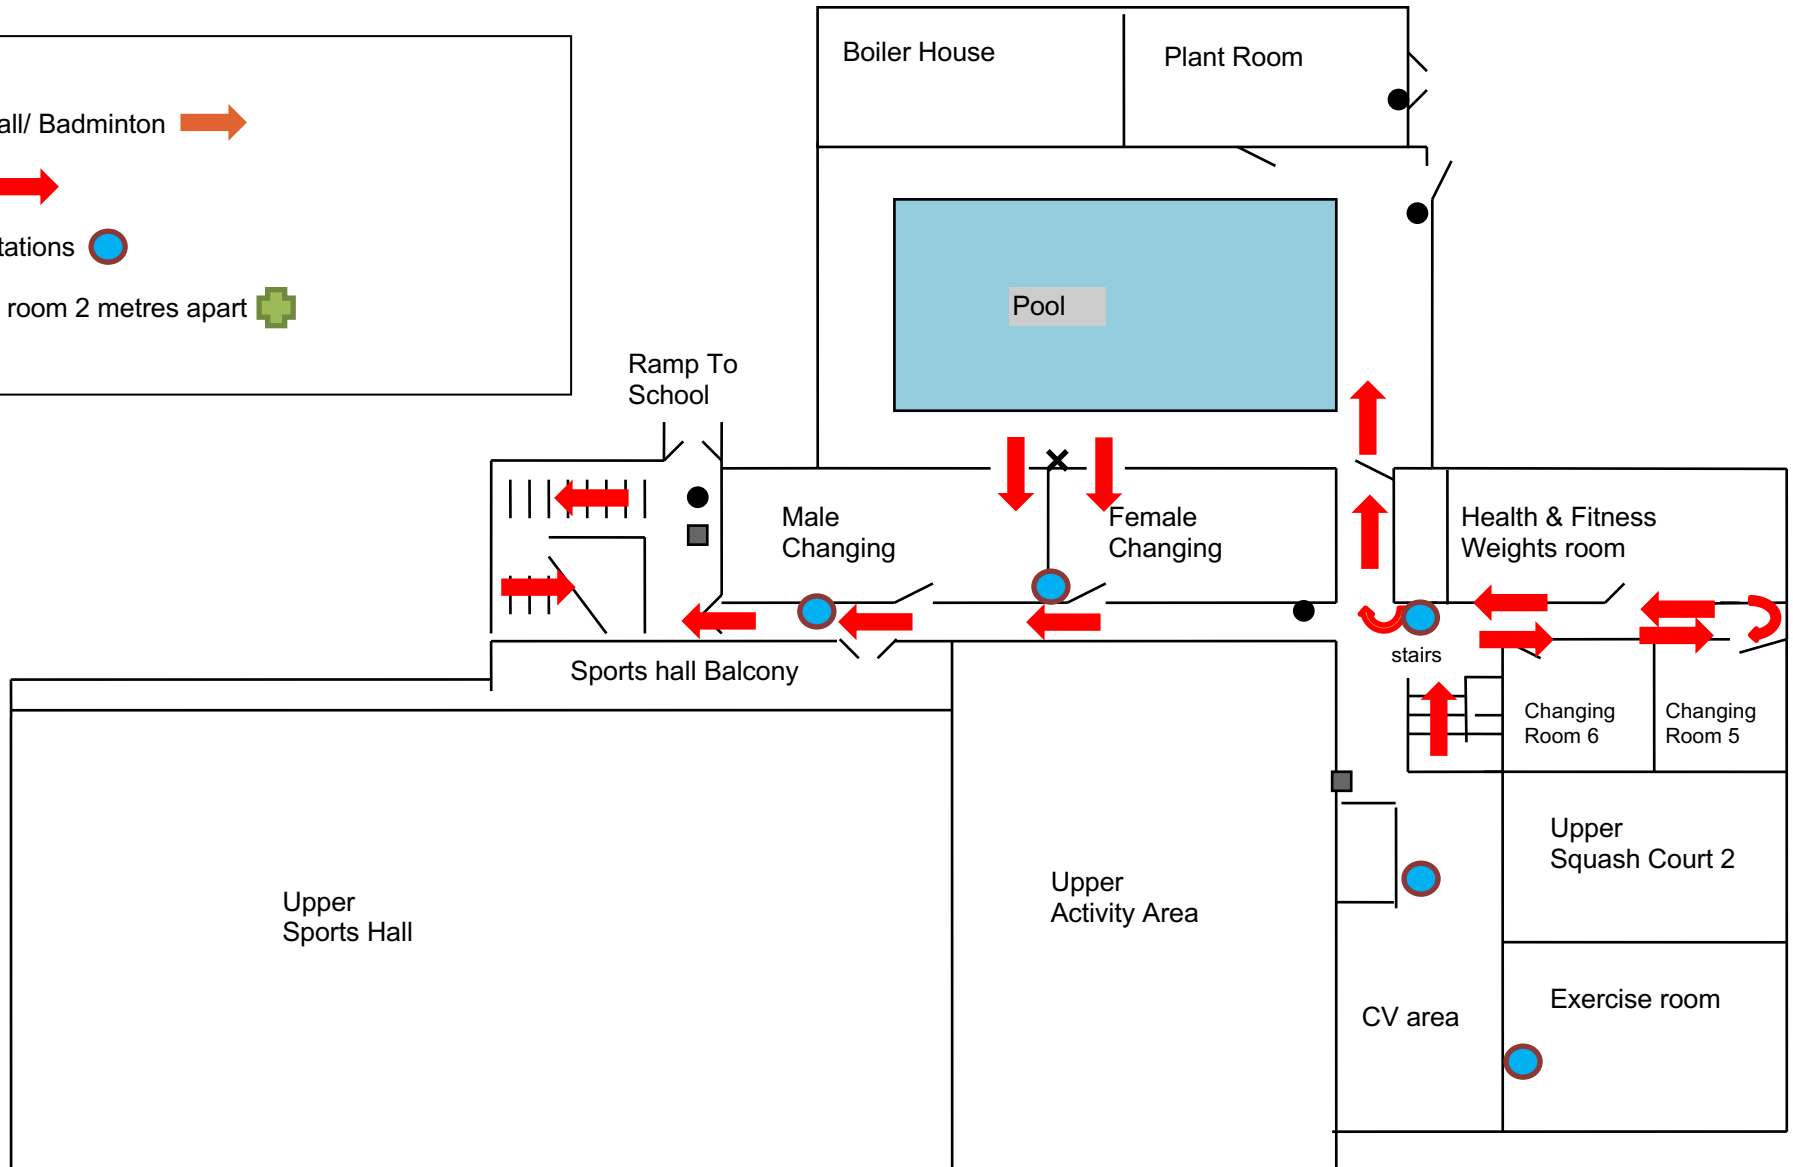 all/ Badminton
tations
room 2 metres apart
Boiler House
Plant Room
Pool
Ramp To
School
Male
Changing
Female
Changing
Health & Fitness
Weights room
stairs
Sports hall Balcony
Changing
Room 6
Changing
Room 5
Upper
Squash Court 2
Upper
Sports Hall
Upper
Activity Area
CV area
Exercise room